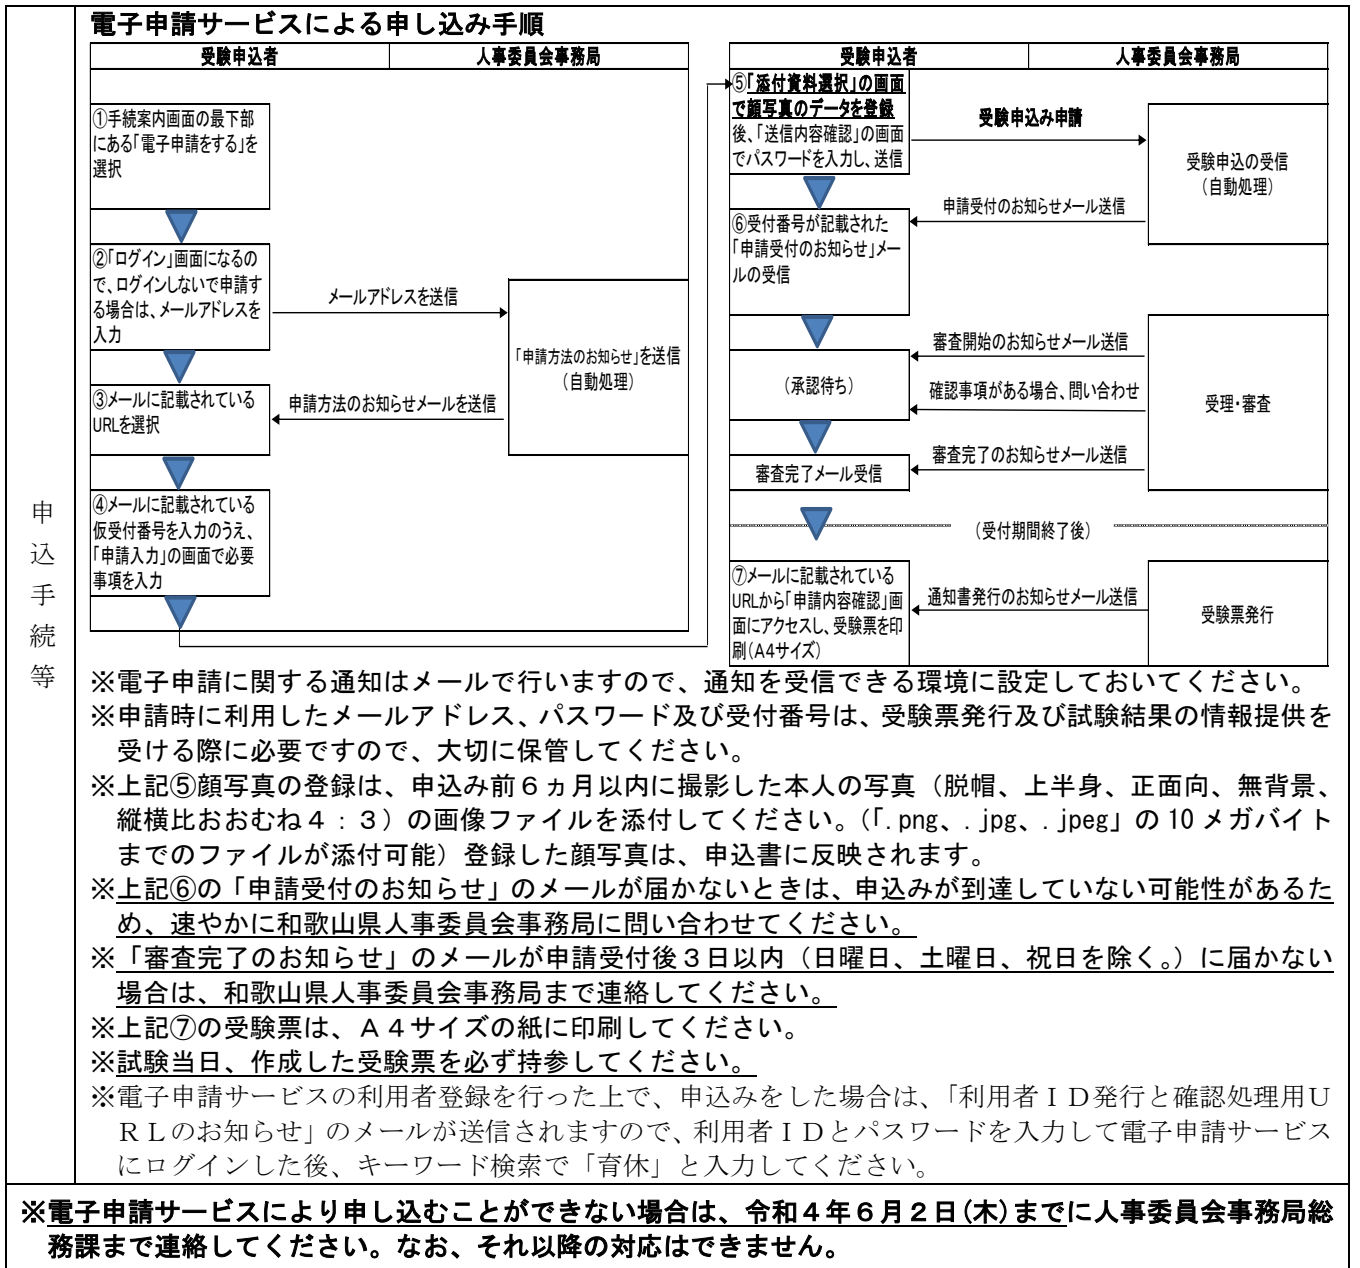 申込手続等
電子申請サービスによる申し込み手順
受験申込者
人事委員会事務局
①手続案内画面の最下部
にある「電子申請をする」を
選択
②「ログイン」画面になるの
で、ログインしないで申請す
る場合は、メールアドレスを
入力
メールアドレスを送信
「申請方法のお知らせ」を送信
（自動処理）
③メールに記載されている
URLを選択
申請方法のお知らせメールを送信
④メールに記載されている
仮受付番号を入力のうえ、
「申請入力」の画面で必要
事項を入力
受験申込者
人事委員会事務局
⑤「添付資料選択」の画面
で顔写真のデータを登録
後、「送信内容確認」の画面
でパスワードを入力し、送信
受験申込み申請
受験申込の受信
（自動処理）
申請受付のお知らせメール送信
⑥受付番号が記載された
「申請受付のお知らせ」メー
ルの受信
審査開始のお知らせメール送信
（承認待ち）
確認事項がある場合、問い合わせ
受理・審査
審査完了のお知らせメール送信
審査完了メール受信
（受付期間終了後）
⑦メールに記載されている
URLから「申請内容確認」画
面にアクセスし、受験票を印
刷（A4サイズ）
通知書発行のお知らせメール送信
受験票発行
※電子申請に関する通知はメールで行いますので、通知を受信できる環境に設定しておいてください。
※申請時に利用したメールアドレス、パスワード及び受付番号は、受験票発行及び試験結果の情報提供を
受ける際に必要ですので、大切に保管してください。
※上記⑤顔写真の登録は、申込み前６ヵ月以内に撮影した本人の写真（脱帽、上半身、正面向、無背景、
縦横比おおむね４：３）の画像ファイルを添付してください。（「.png、.jpg、.jpeg」の 10 メガバイト
までのファイルが添付可能）登録した顔写真は、申込書に反映されます。
※上記⑥の「申請受付のお知らせ」のメールが届かないときは、申込みが到達していない可能性があるた
め、速やかに和歌山県人事委員会事務局に問い合わせてください。
※「審査完了のお知らせ」のメールが申請受付後３日以内（日曜日、土曜日、祝日を除く。）に届かない
場合は、和歌山県人事委員会事務局まで連絡してください。
※上記⑦の受験票は、Ａ４サイズの紙に印刷してください。
※試験当日、作成した受験票を必ず持参してください。
※電子申請サービスの利用者登録を行った上で、申込みをした場合は、「利用者ＩＤ発行と確認処理用Ｕ
ＲＬのお知らせ」のメールが送信されますので、利用者ＩＤとパスワードを入力して電子申請サービス
にログインした後、キーワード検索で「育休」と入力してください。
※電子申請サービスにより申し込むことができない場合は、令和４年６月２日(木)までに人事委員会事務局総
務課まで連絡してください。なお、それ以降の対応はできません。